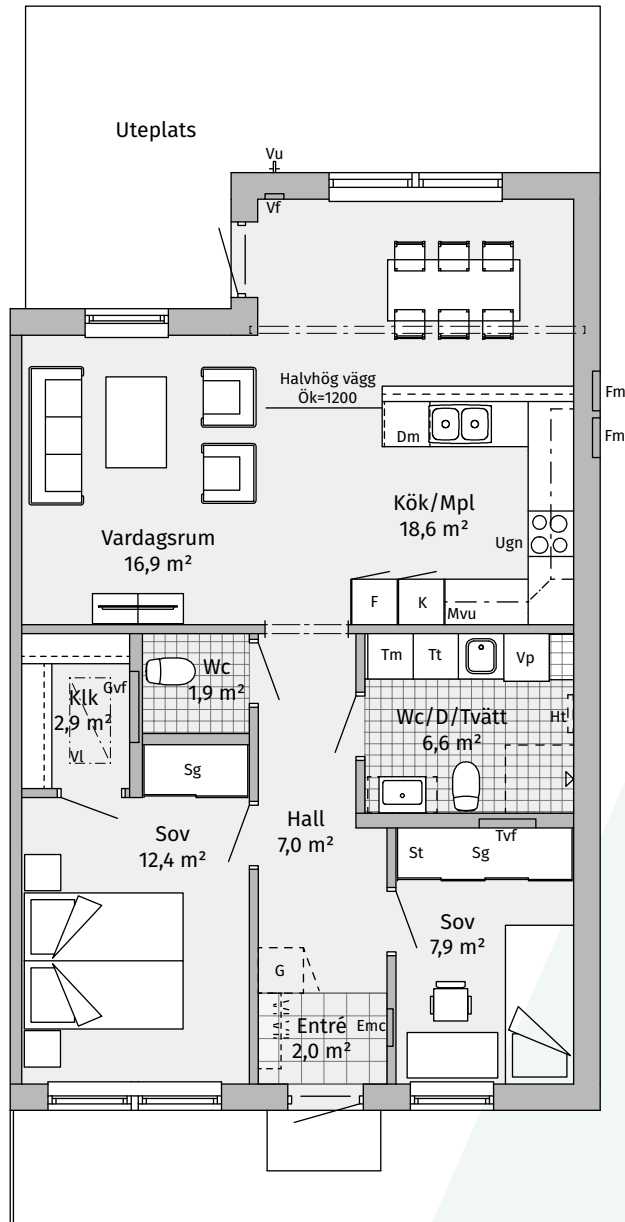 Uteplats
Vu
Vf
Halvhög vägg
Ök=1200
Fm
Dm
Fm
Kök/Mpl
18,6 m²
Vardagsrum
16,9 m²
Ugn
F
K
Mvu
Wc
1,9 m²
Tm
Tt
Vp
Klk
2,9 m²
Gvf
Vl
Wc/D/Tvätt
6,6 m²
Ht
Sg
Hall
7,0 m²
Sov
12,4 m²
Tvf
St
Sg
Sov
7,9 m²
G
Entré
2,0 m²
Emc